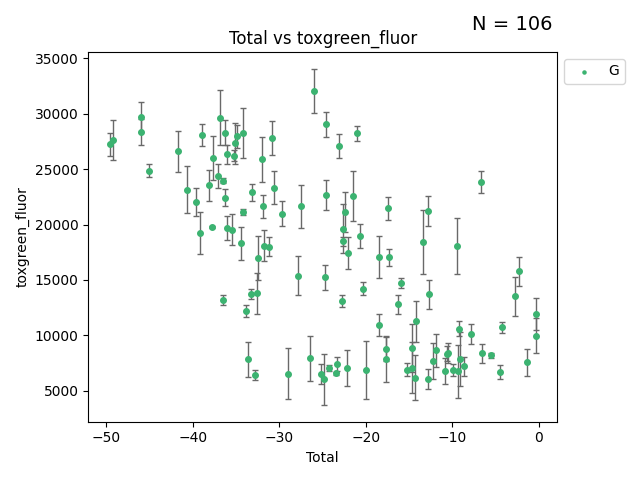 N = 106
Total vs toxgreen_fluor
G
toxgreen_fluor
35000
30000
25000
20000
15000
10000
5000
−50 −40 −30 −20 −10 0
Total